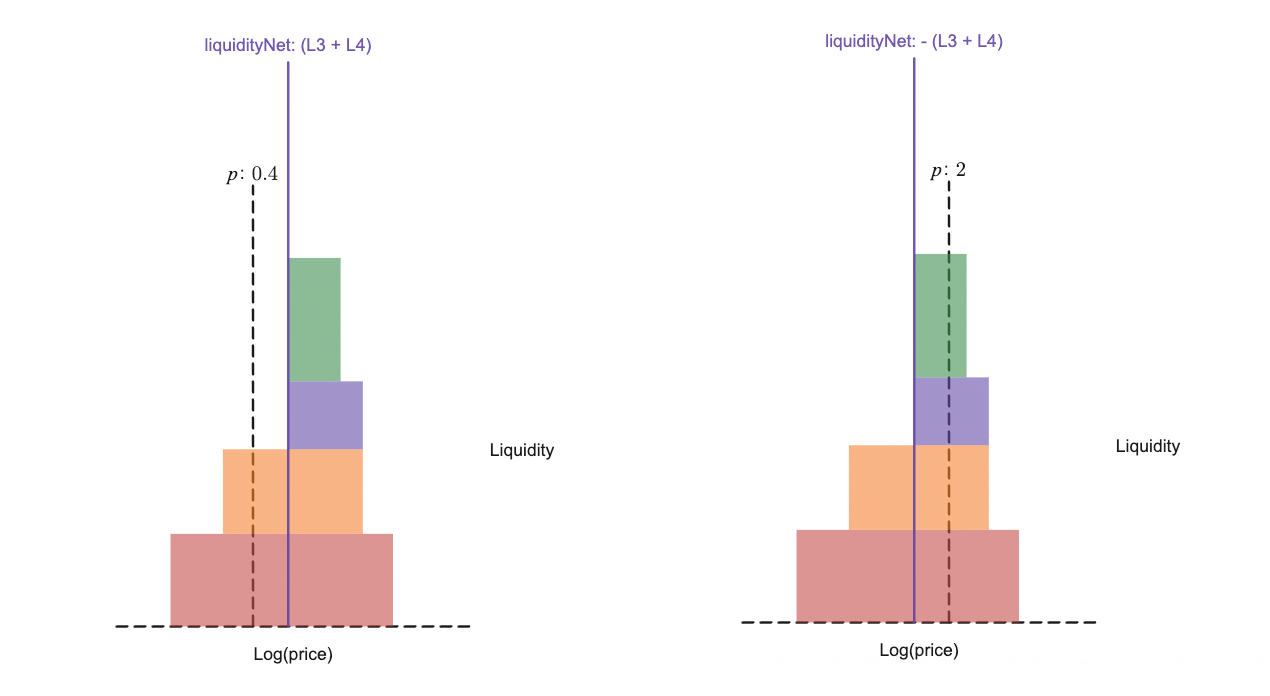 liquidityNet: (L3 + L4)
p: 0.4
Liquidity
Log(price)
liquidityNet: - (L3 + L4)
p: 2
Liquidity
Log(price)